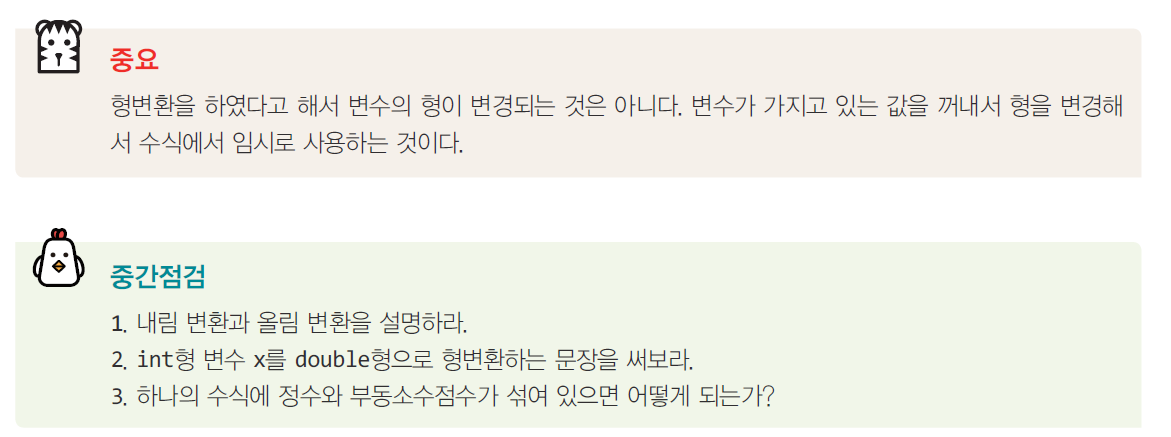 중요
형변환을 하였다고 해서 변수의 형이 변경되는 것은 아니다. 변수가 가지고 있는 값을 꺼내서 형을 변경해
서 수식에서 임시로 사용하는 것이다.
중간점검
1. 내림 변환과 올림 변환을 설명하라.
2. int형 변수 x를 double형으로 형변환하는 문장을 써보라.
3. 하나의 수식에 정수와 부동소수점수가 섞여 있으면 어떻게 되는가?